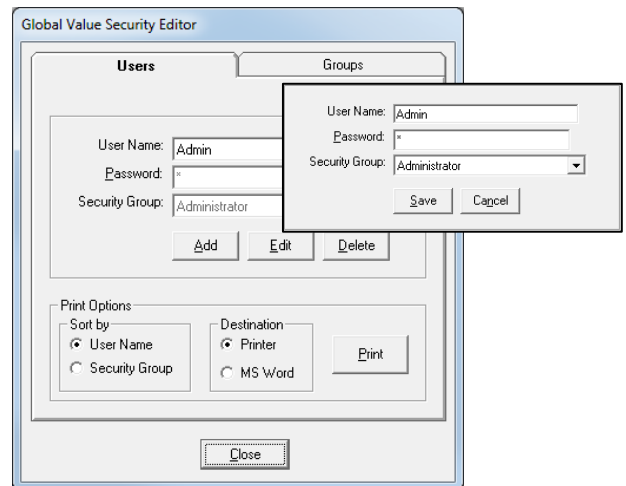 Global Value Security Editor
Users Groups
User Name: Admin
Password: *
Security Group: Administrator
Save Cancel
User Name: Admin
Password: *
Security Group: Administrator
Add Edit Delete
Print Options
Sort by
User Name
Security Group
Destination
Printer
MS Word
Print
Close